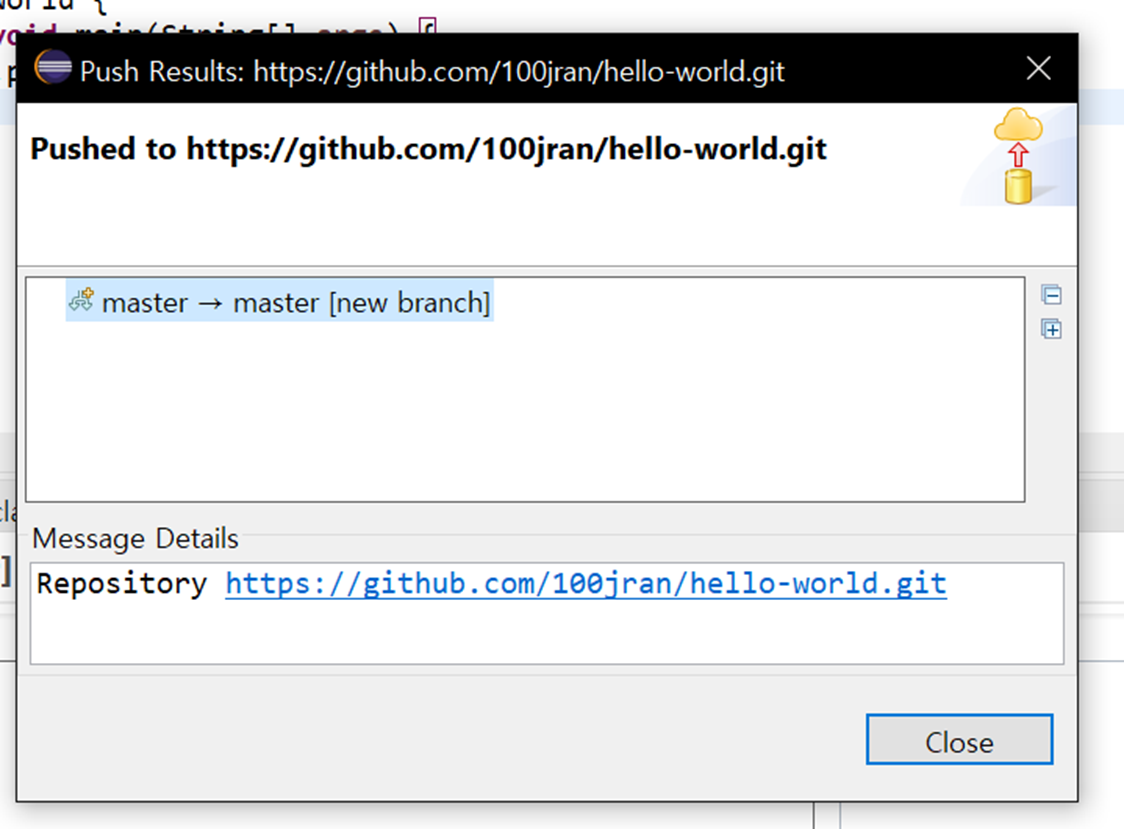 void main(String[] args) {
Push Results: https://github.com/100jran/hello-world.git
Pushed to https://github.com/100jran/hello-world.git
master → master [new branch]
Message Details
Repository https://github.com/100jran/hello-world.git
Close